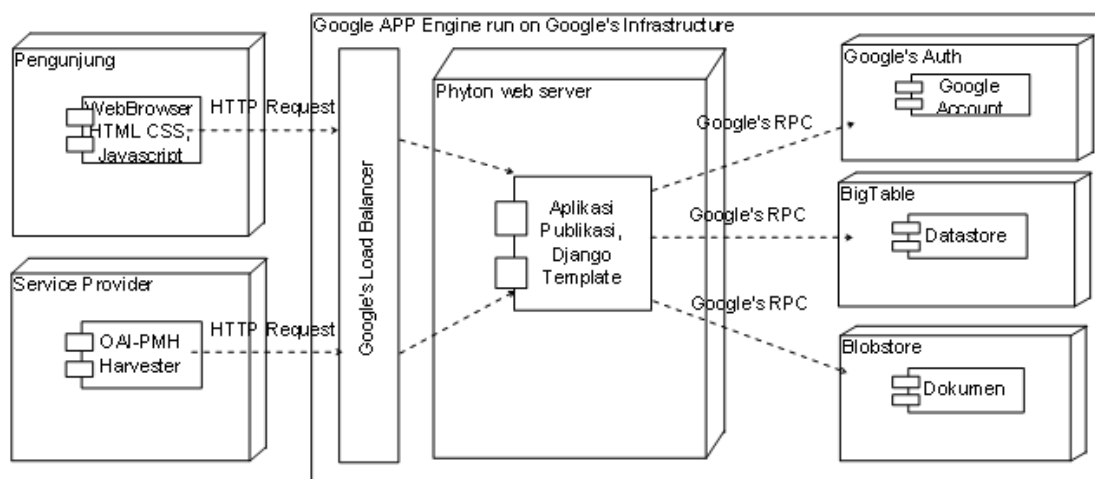 Google APP Engine run on Google's Infrastructure
Pengunjung
WebBrowser
HTML CSS,
Javascript
HTTP Request
Service Provider
OAI-PMH
Harvester
HTTP Request
Google's Load Balancer
Phyton web server
Aplikasi
Publikasi,
Django
Template
Google's RPC
Google's RPC
Google's RPC
Google's Auth
Google
Account
BigTable
Datastore
Blobstore
Dokumen